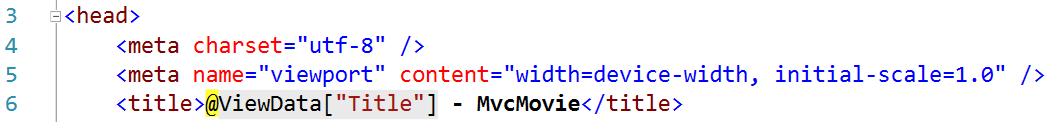 3 <head>
4 <meta charset="utf-8" />
5 <meta name="viewport" content="width=device-width, initial-scale=1.0" />
6 <title>@ViewData["Title"] - MvcMovie</title>